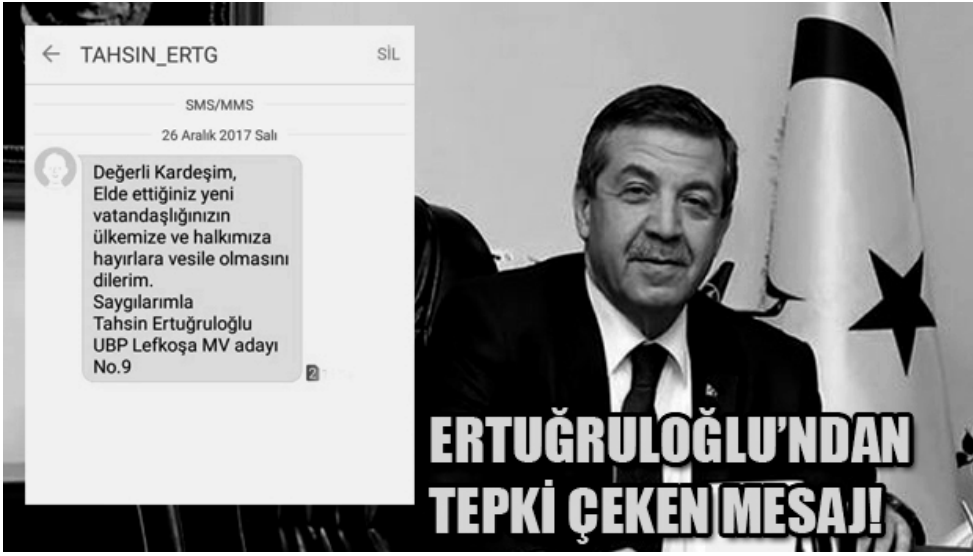 TAHSIN_ERTG
SİL
SMS/MMS
26 Aralık 2017 Salı
Değerli Kardeşim,
Elde ettiğiniz yeni
vatandaşlığınızın
ülkemize ve halkımıza
hayırlara vesile olmasını
dilerim.
Saygılarımla
Tahsin Ertuğruloğlu
UBP Lefkoşa MV adayı
No.9
2
ERTUĞRULOĞLU'NDAN
TEPKİ ÇEKEN MESAJ!